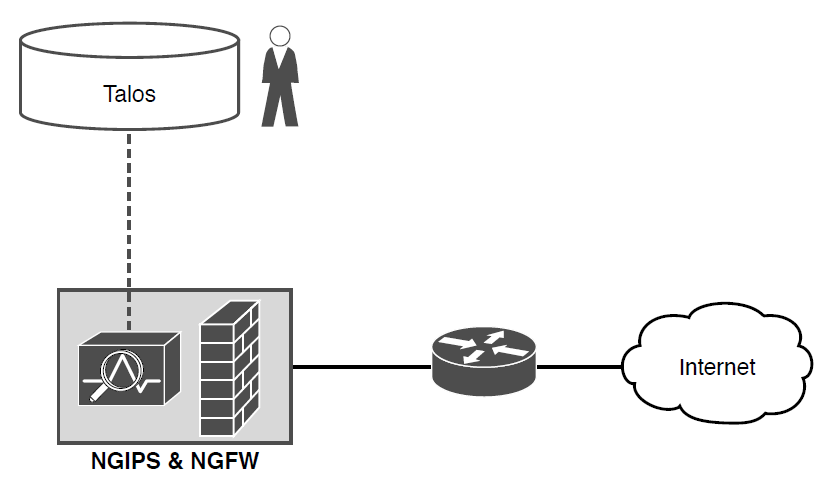 Talos
Internet
NGIPS & NGFW